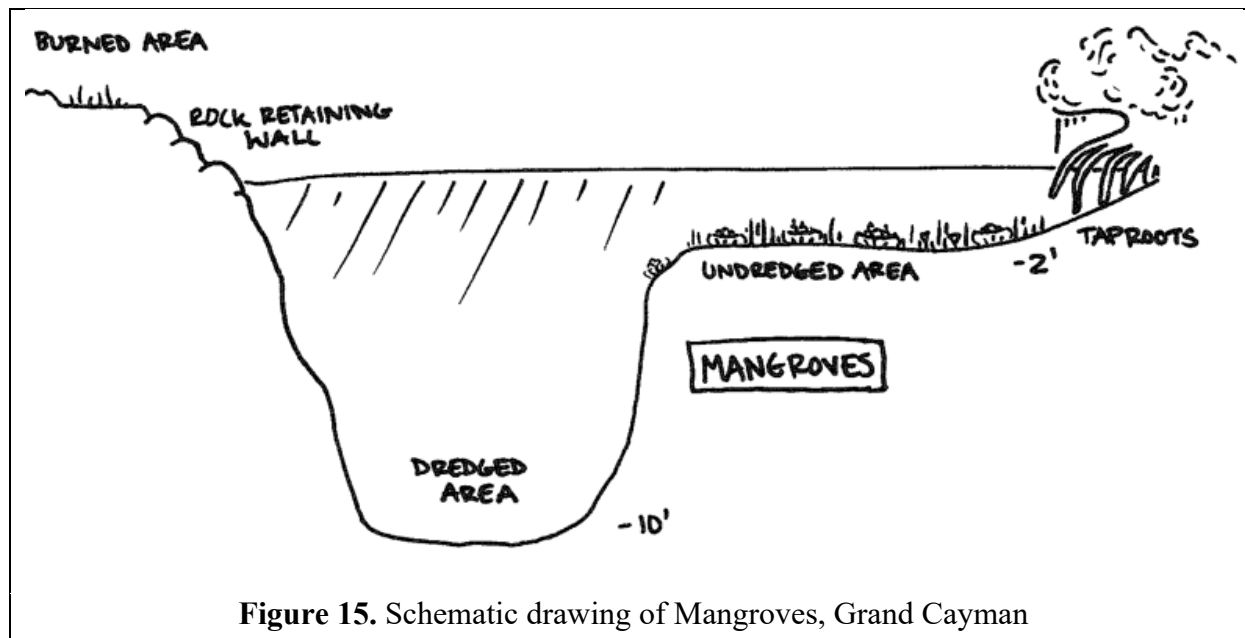 BURNED AREA
ROCK RETAINING
WALL
TAPROOTS
UNDREDGED AREA
-2'
MANGROVES
DREDGED
AREA
-10'
Figure 15. Schematic drawing of Mangroves, Grand Cayman